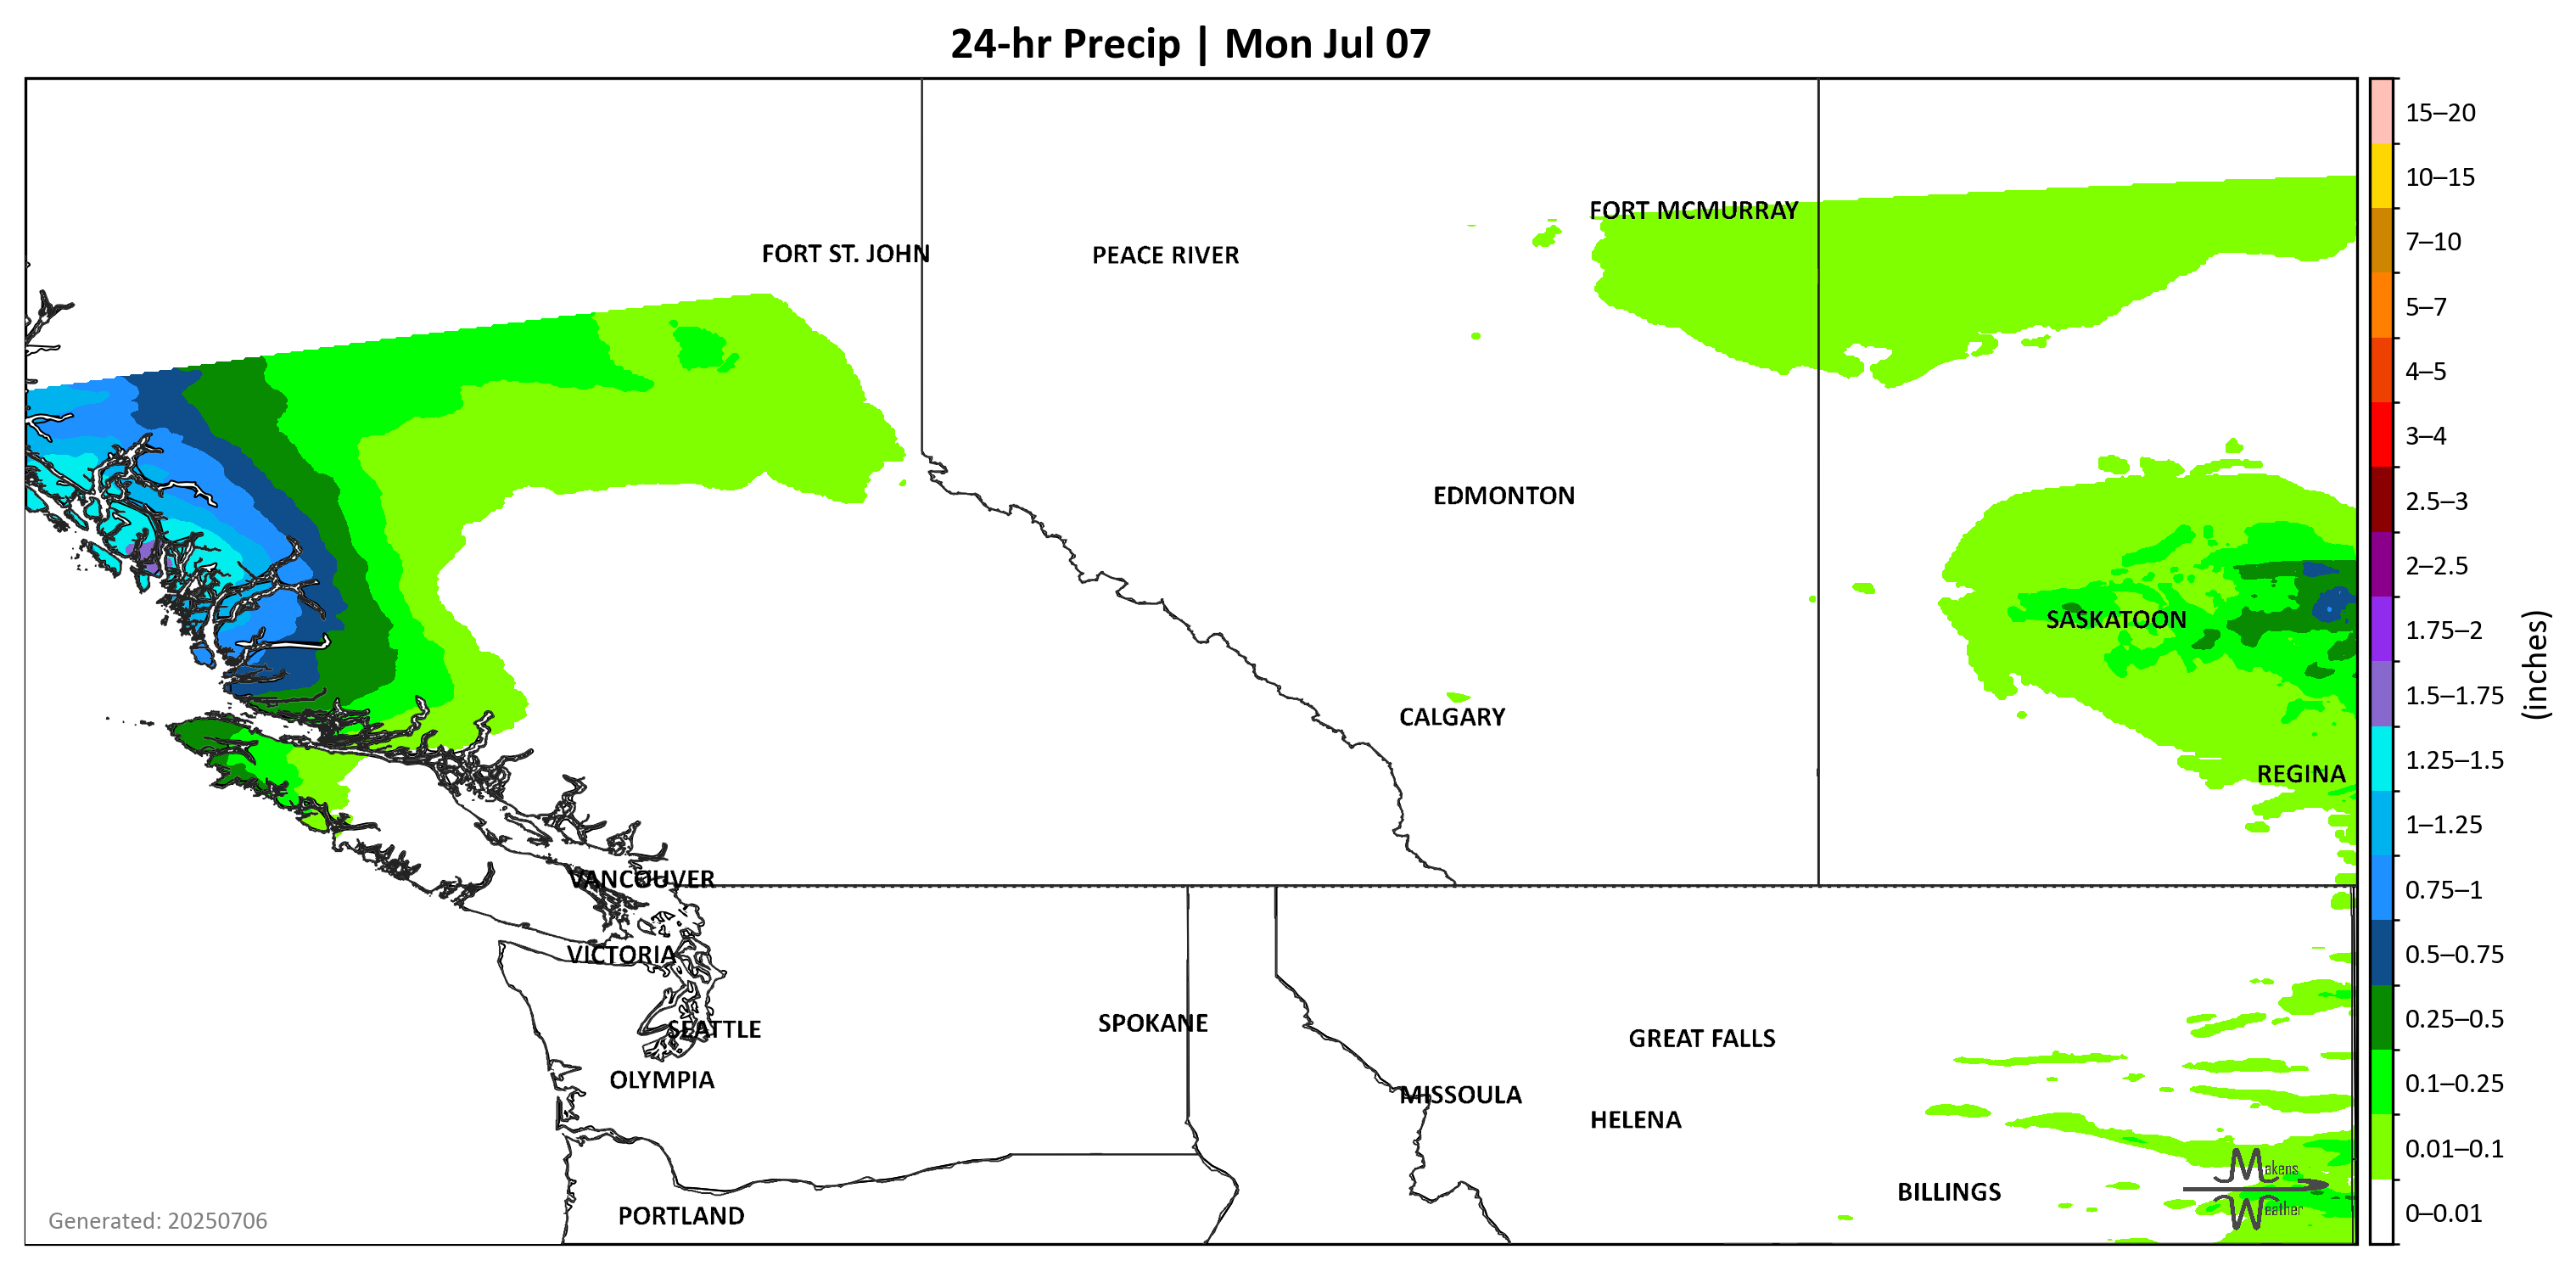 24-hr Precip | Mon Jul 07
FORT MCMURRAY
FORT ST. JOHN
PEACE RIVER
EDMONTON
SASKATOON
CALGARY
REGINA
VANCOUVER
VICTORIA
SEATTLE
SPOKANE
GREAT FALLS
OLYMPIA
MISSOULA
HELENA
BILLINGS
PORTLAND
Makens
Weather
Generated: 20250706
15–20
10–15
7–10
5–7
4–5
3–4
2.5–3
2–2.5
1.75–2
1.5–1.75
1.25–1.5
1–1.25
0.75–1
0.5–0.75
0.25–0.5
0.1–0.25
0.01–0.1
0–0.01
(inches)